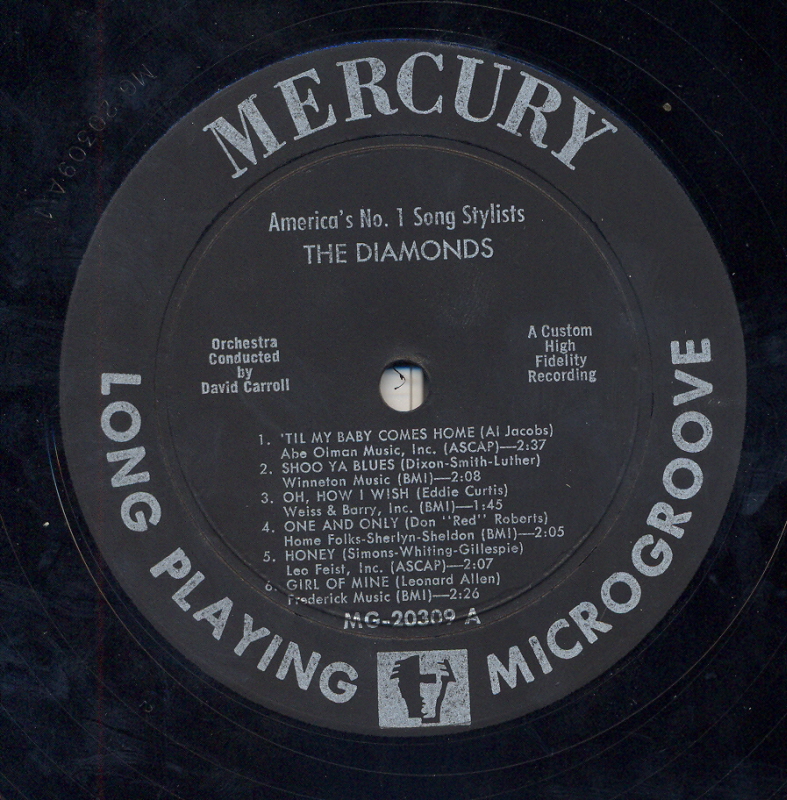 MERCURY
MG-20309A 1
America's No. 1 Song Stylists
THE DIAMONDS
Orchestra
Conducted
by
David Carroll
A Custom
High
Fidelity
Recording
1. 'TIL MY BABY COMES HOME (Al Jacobs)
Abe Olman Music, Inc. (ASCAP)—2:37
2. SHOO YA BLUES (Dixon-Smith-Luther)
Winneton Music (BMI)—2:08
3. OH, HOW I WISH (Eddie Curtis)
Weiss & Barry, Inc. (BMI)—1:45
4. ONE AND ONLY (Don "Red" Roberts)
Home Folks-Sherlyn-Sheldon (BMI)—2:05
5. HONEY (Simons-Whiting-Gillespie)
Leo Feist, Inc. (ASCAP)—2:07
6. GIRL OF MINE (Leonard Allen)
Frederick Music (BMI)—2:26
MG-20309 A
LONG PLAYING MICROGROOVE